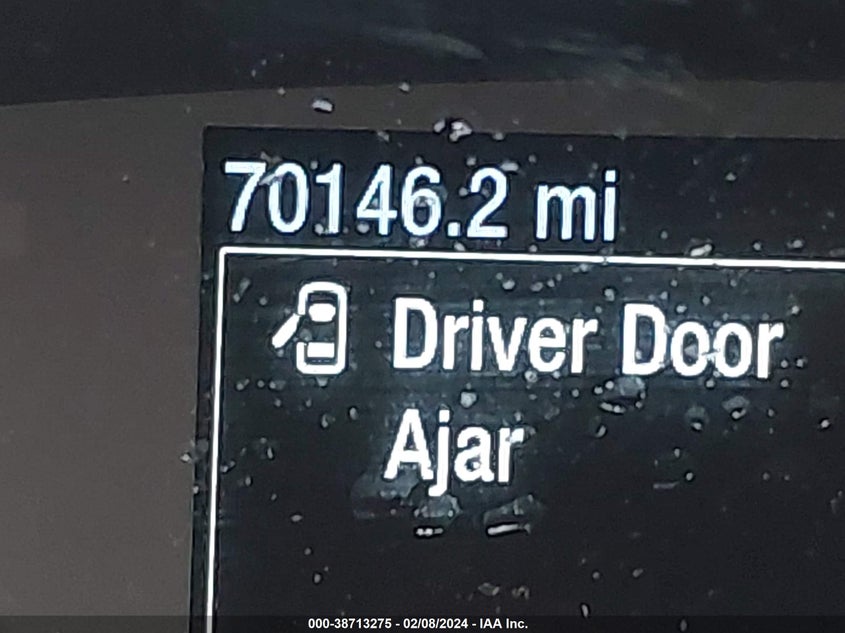 70146.2 mi
Driver Door
Ajar
000-38713275 - 02/08/2024 - IAA Inc.